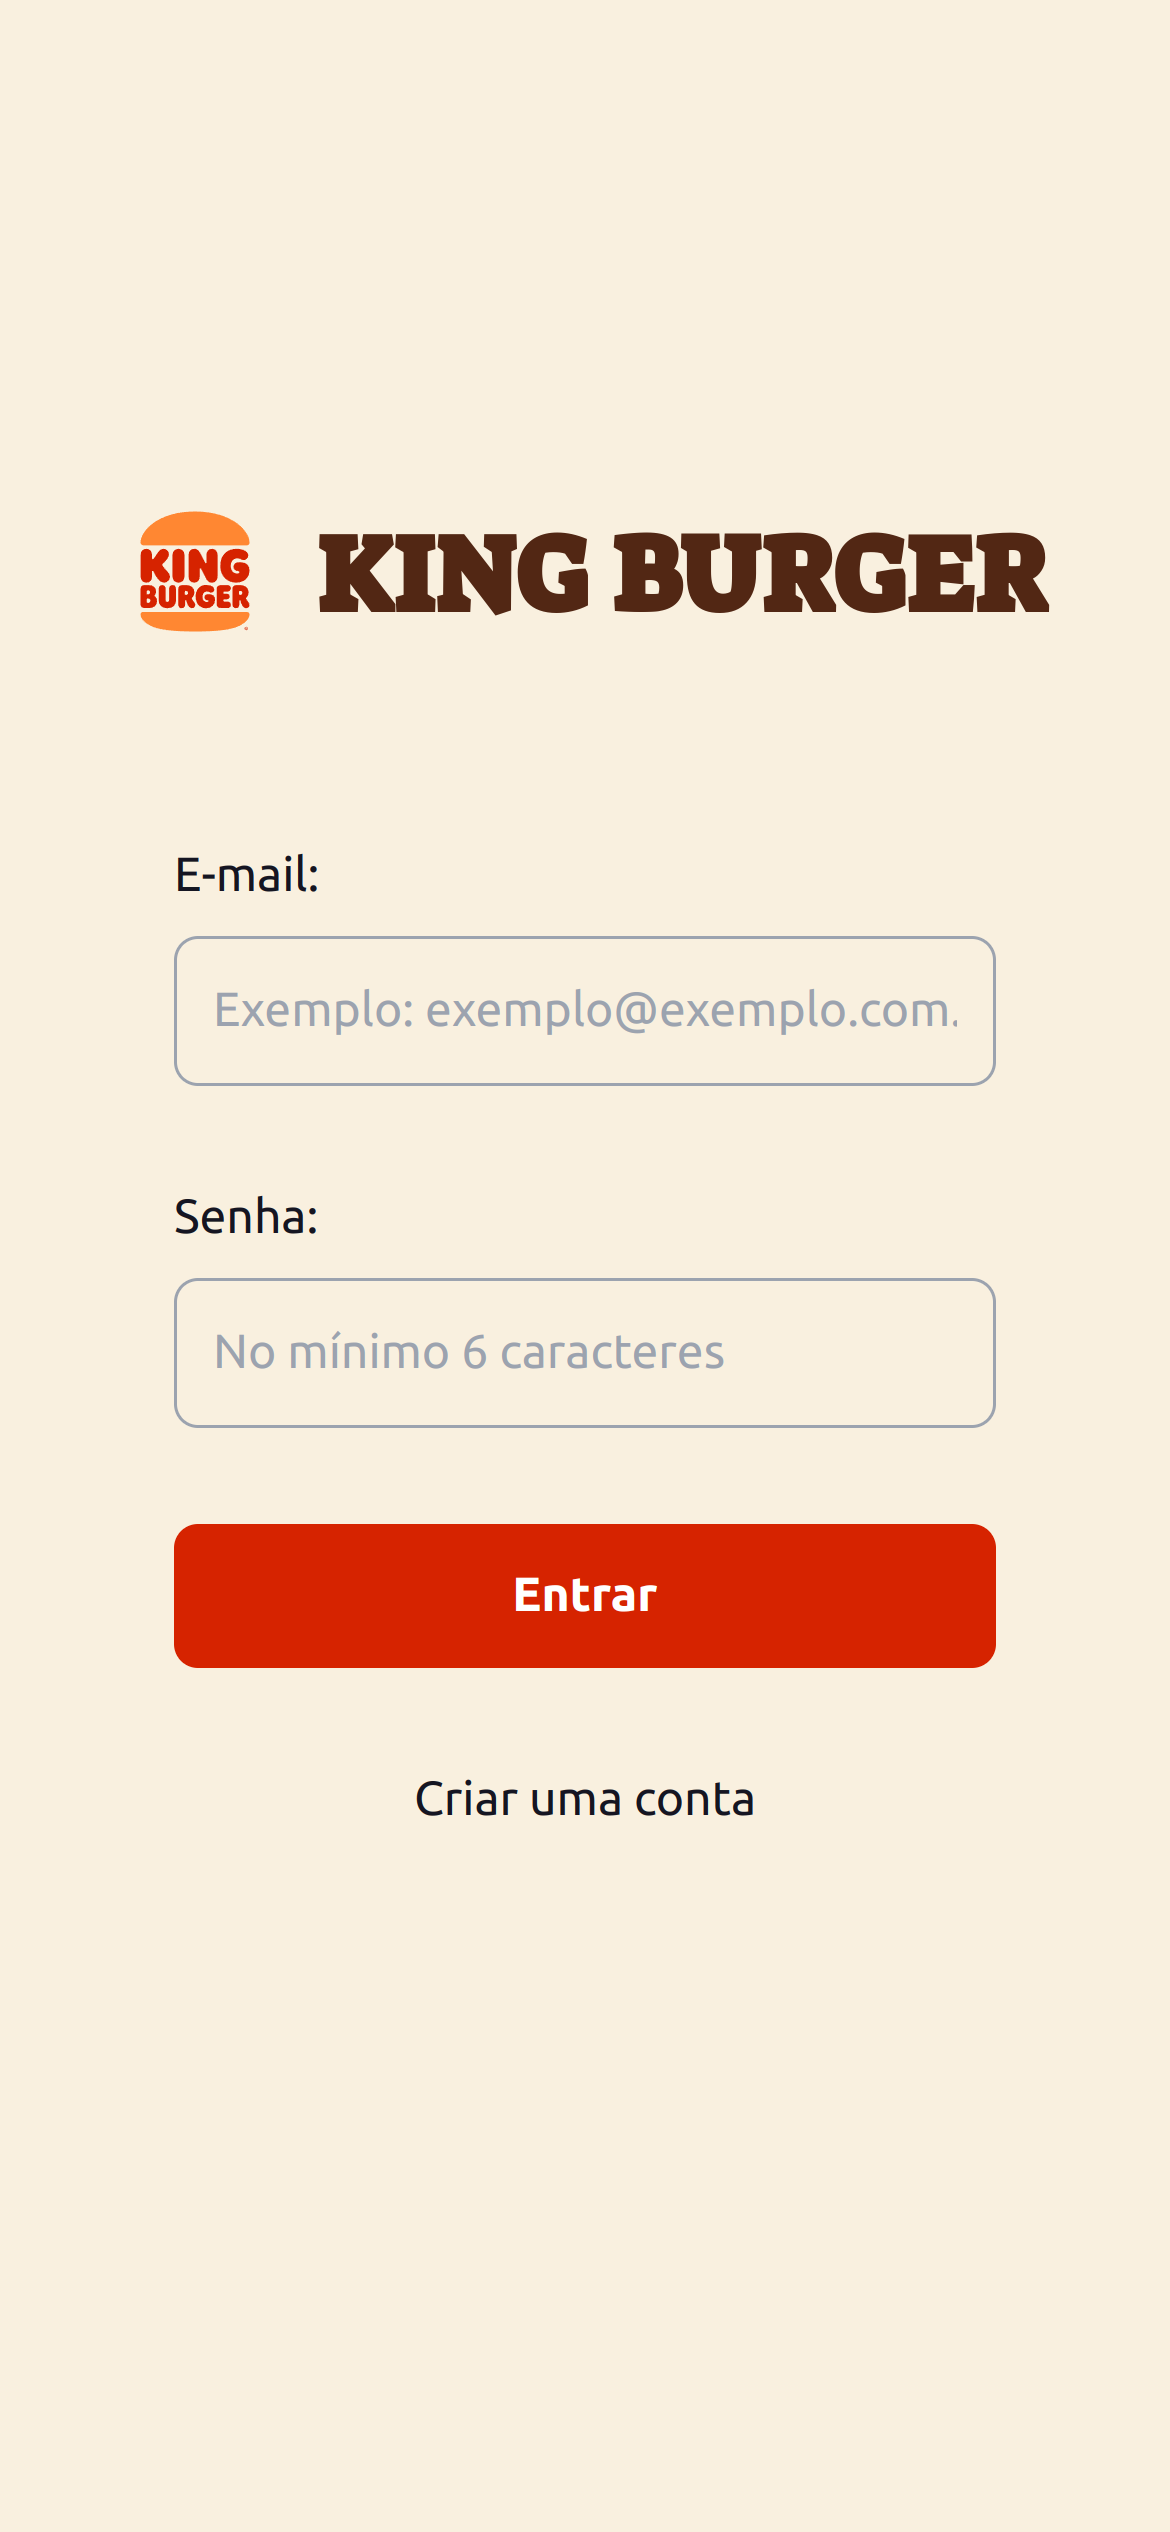 KING
BURGER
KING BURGER
E-mail:
Exemplo: exemplo@exemplo.com.
Senha:
No mínimo 6 caracteres
Entrar
Criar uma conta